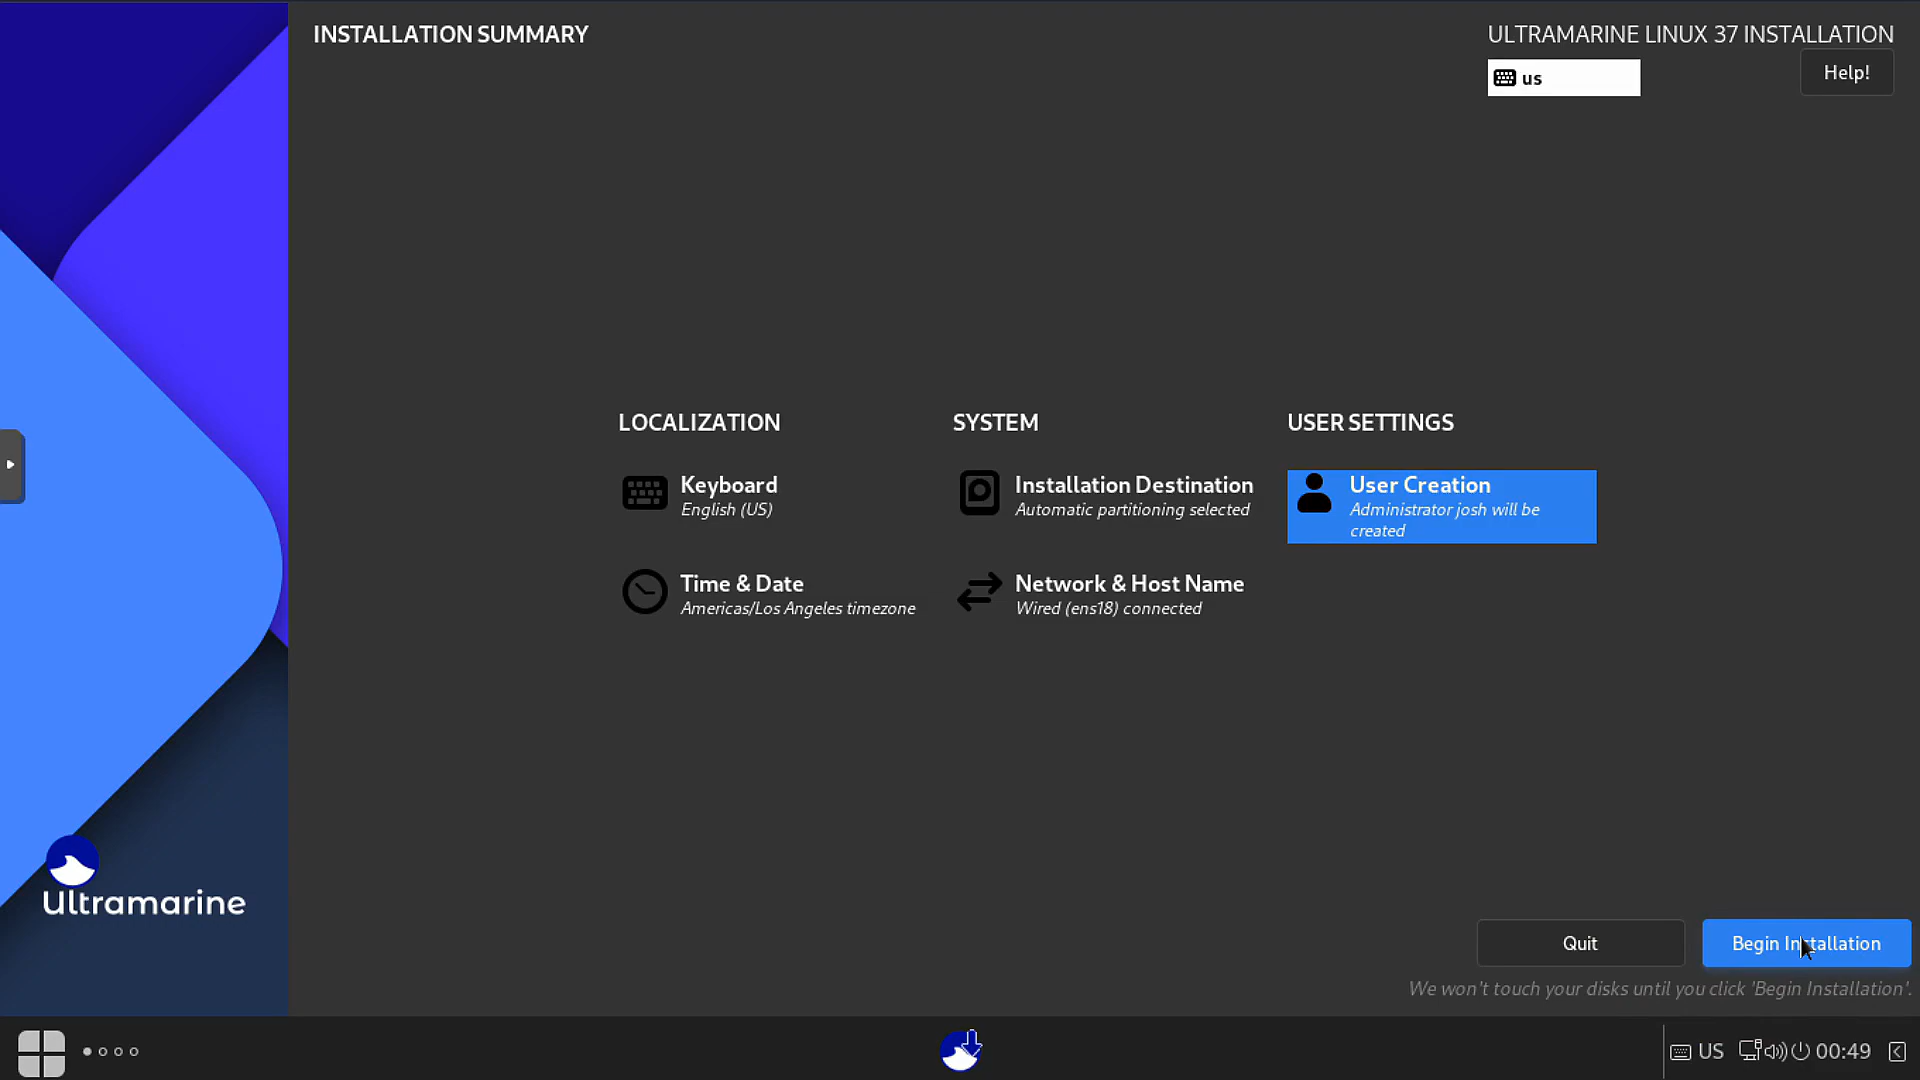 INSTALLATION SUMMARY
ULTRAMARINE LINUX 37 INSTALLATION
us
Help!
LOCALIZATION
Keyboard
English (US)
Time & Date
Americas/Los Angeles timezone
SYSTEM
Installation Destination
Automatic partitioning selected
Network & Host Name
Wired (ens18) connected
USER SETTINGS
User Creation
Administrator josh will be
created
Ultramarine
Quit
Begin Installation
We won't touch your disks until you click 'Begin Installation'.
US
00:49